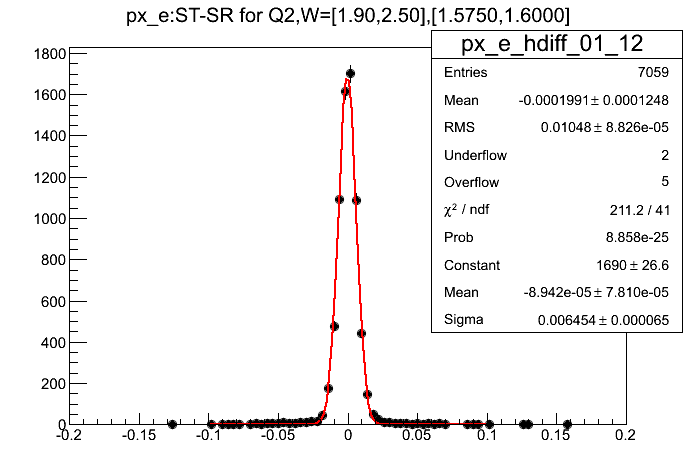 px_e:ST-SR for Q2,W=[1.90,2.50],[1.5750,1.6000]
px_e_hdiff_01_12
Entries 7059
Mean -0.0001991 ± 0.0001248
RMS 0.01048 ± 8.826e-05
Underflow 2
Overflow 5
χ² / ndf 211.2 / 41
Prob 8.858e-25
Constant 1690 ± 26.6
Mean -8.942e-05 ± 7.810e-05
Sigma 0.006454 ± 0.000065
1800
1600
1400
1200
1000
800
600
400
200
0
-0.2 -0.15 -0.1 -0.05 0 0.05 0.1 0.15 0.2